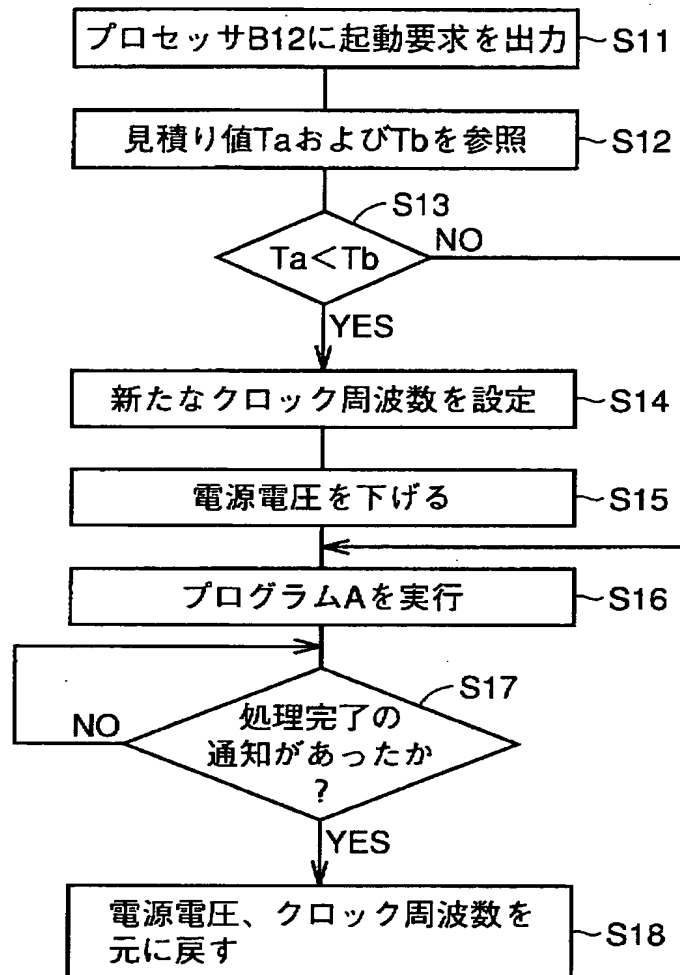 プロセッサB12に起動要求を出力 ~S11
見積り値TaおよびTbを参照 ~S12
S13
Ta<Tb NO
YES
新たなクロック周波数を設定 ~S14
電源電圧を下げる ~S15
プログラムAを実行 ~S16
S17
処理完了の
NO 通知があったか
?
YES
電源電圧、クロック周波数を
元に戻す ~S18